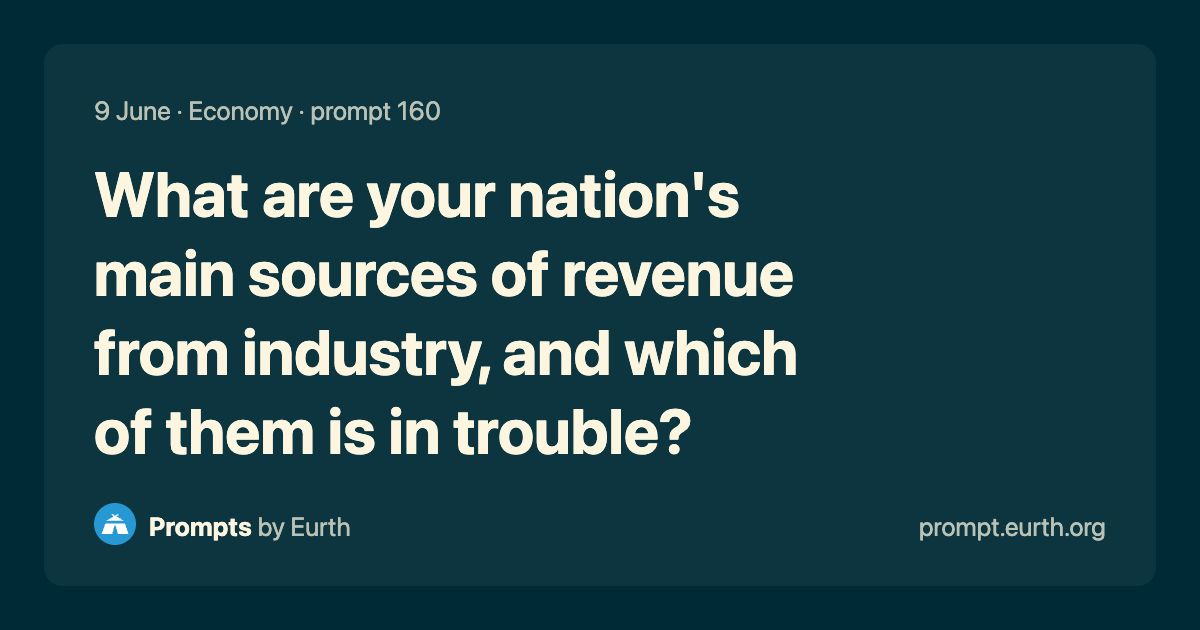 9 June · Economy · prompt 160
What are your nation's
main sources of revenue
from industry, and which
of them is in trouble?
Prompts by Eurth
prompt.eurth.org